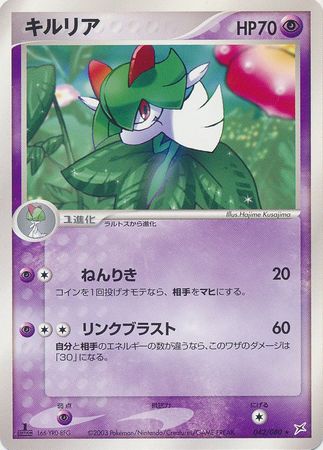 キルリア HP70
Illus. Hajime Kusajima
1進化 ラルトスから進化
ねんりき 20
コインを1回投げオモテなら、相手をマヒにする。
リンクブラスト 60
自分と相手のエネルギーの数が違うなら、このワザのダメージ
は「30」になる。
弱点 抵抗力 にげる
©2003 Pokémon/Nintendo/Creatures/GAME FREAK. 042/080 ★